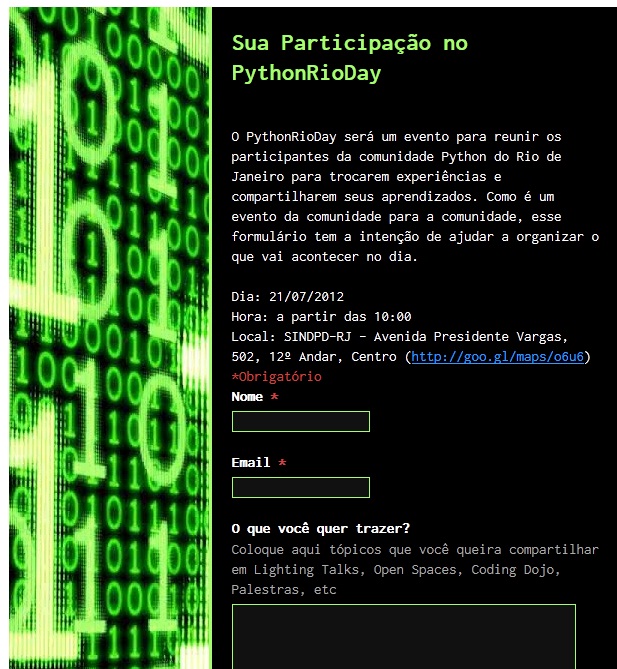 Sua Participação no
PythonRioDay
O PythonRioDay será um evento para reunir os
participantes da comunidade Python do Rio de
Janeiro para trocarem experiências e
compartilharem seus aprendizados. Como é um
evento da comunidade para a comunidade, esse
formulário tem a intenção de ajudar a organizar o
que vai acontecer no dia.
Dia: 21/07/2012
Hora: a partir das 10:00
Local: SINDPD-RJ - Avenida Presidente Vargas,
502, 12º Andar, Centro (http://goo.gl/maps/o6u6)
*Obrigatório
Nome *
Email *
O que você quer trazer?
Coloque aqui tópicos que você queira compartilhar
em Lighting Talks, Open Spaces, Coding Dojo,
Palestras, etc